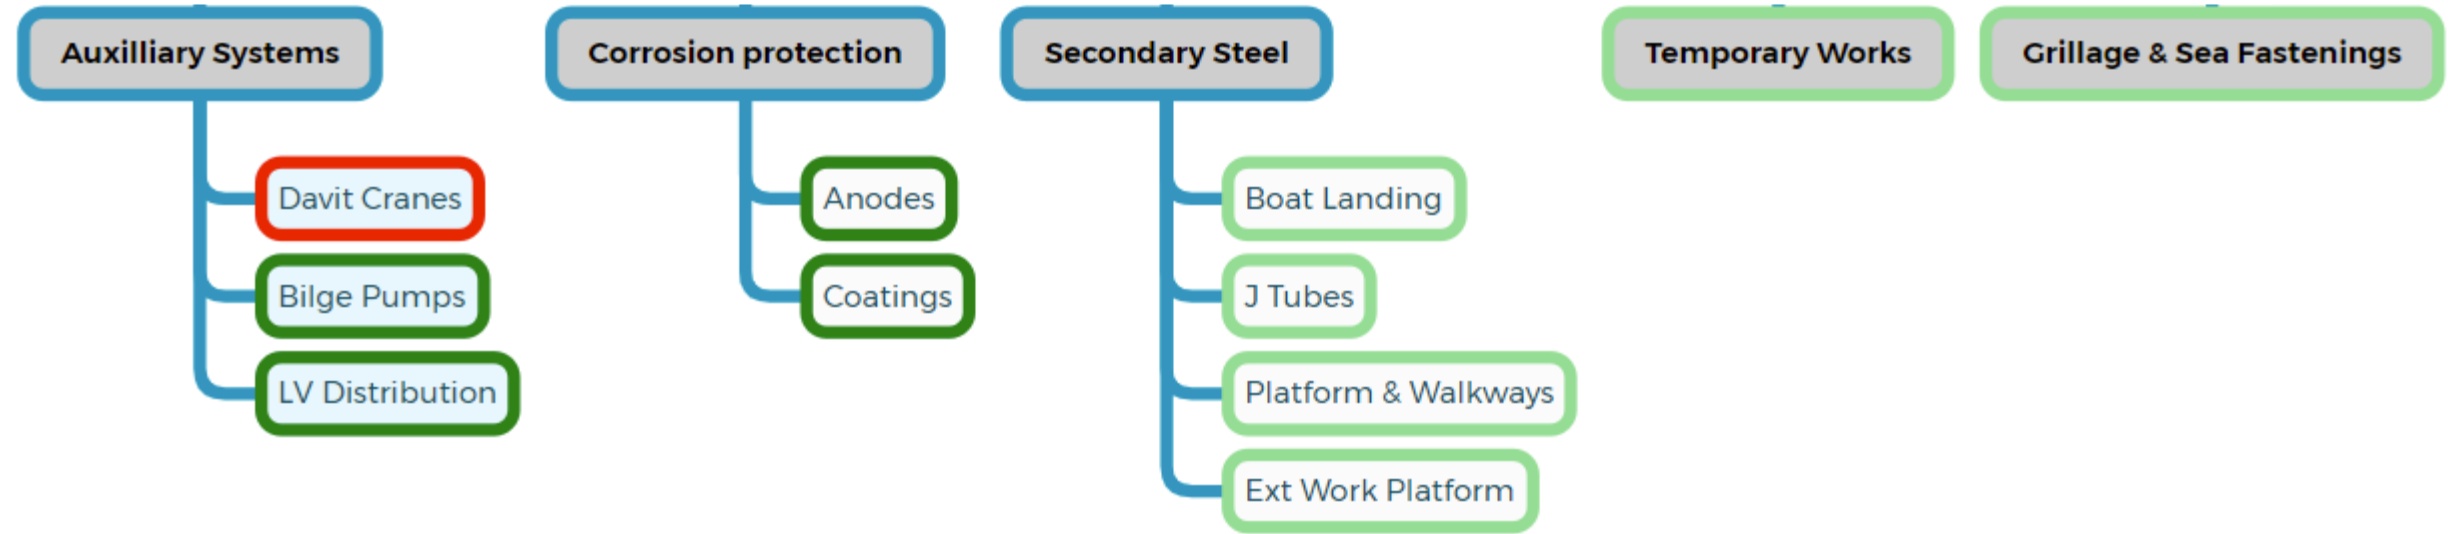 Auxilliary Systems
Davit Cranes
Bilge Pumps
LV Distribution
Corrosion protection
Anodes
Coatings
Secondary Steel
Boat Landing
J Tubes
Platform & Walkways
Ext Work Platform
Temporary Works
Grillage & Sea Fastenings